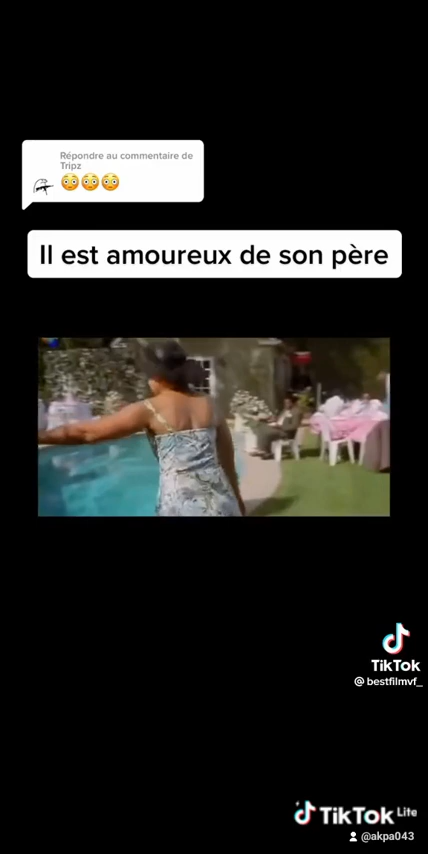 Répondre au commentaire de
Tripz
😳😳😳
Il est amoureux de son père
TikTok
@bestfilmvf_
TikTok Lite
@akpa043